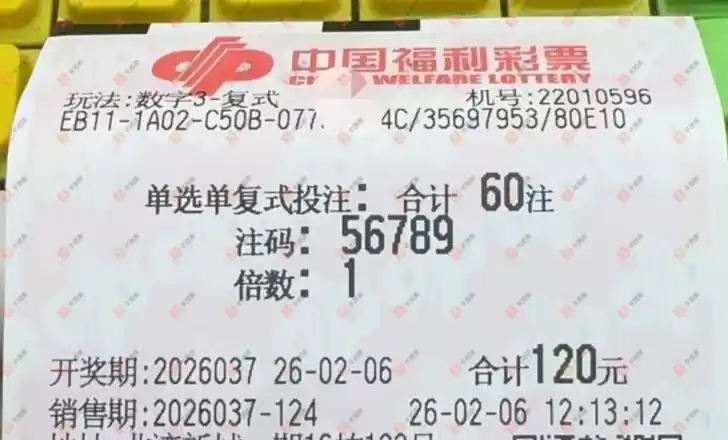 中国福利彩票
CHINA WELFARE LOTTERY
玩法:数字3-复式 机号:22010596
EB11-1A02-C50B-077. 4C/35697953/80E10
单选单复式投注: 合计 60注
注码: 56789
倍数: 1
开奖期:2026037 26-02-06 合计120元
销售期:2026037-124 26-02-06 12:13:12